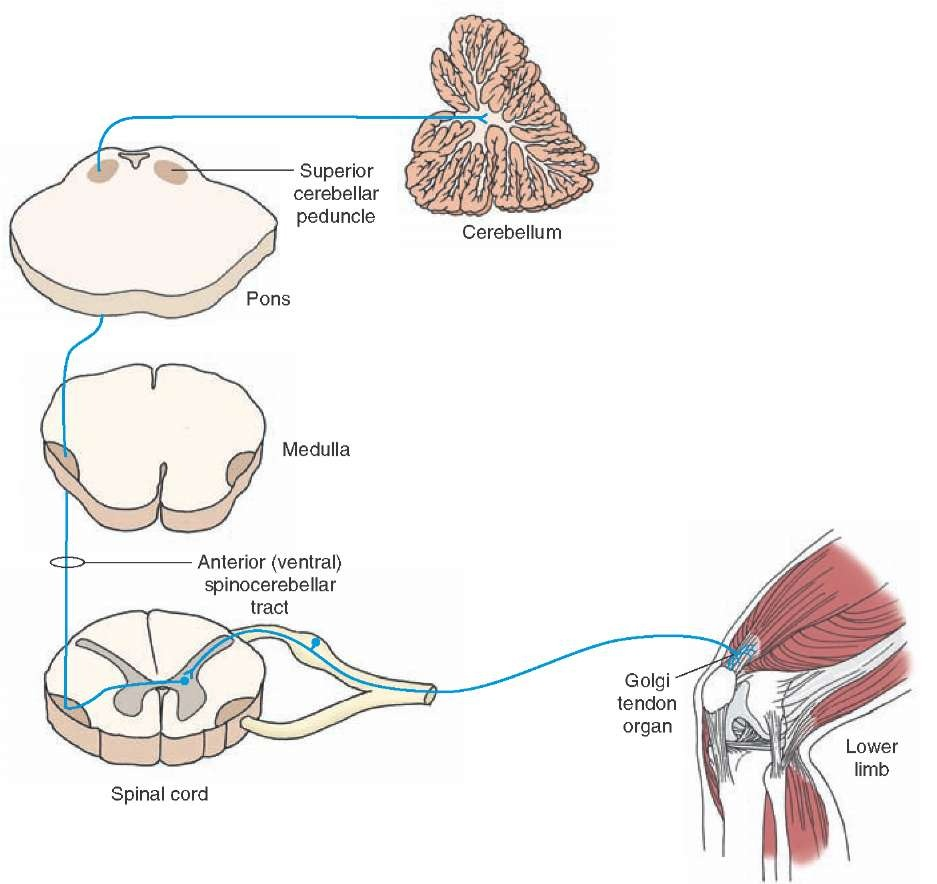 Superior
cerebellar
peduncle
Cerebellum
Pons
Medulla
Anterior (ventral)
spinocerebellar
tract
Golgi
tendon
organ
Lower
limb
Spinal cord